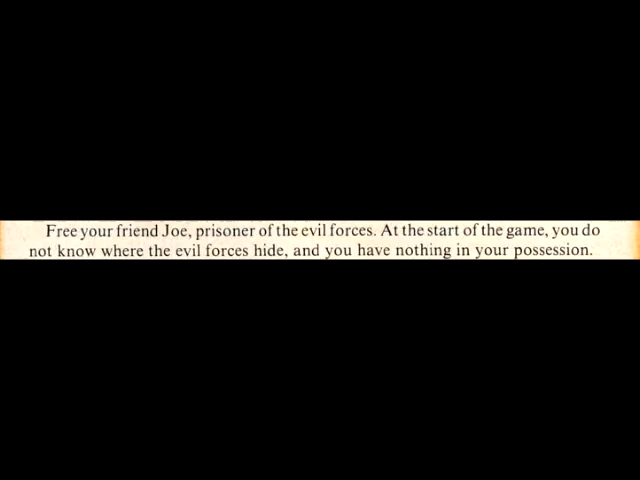 Free your friend Joe, prisoner of the evil forces. At the start of the game, you do
not know where the evil forces hide, and you have nothing in your possession.